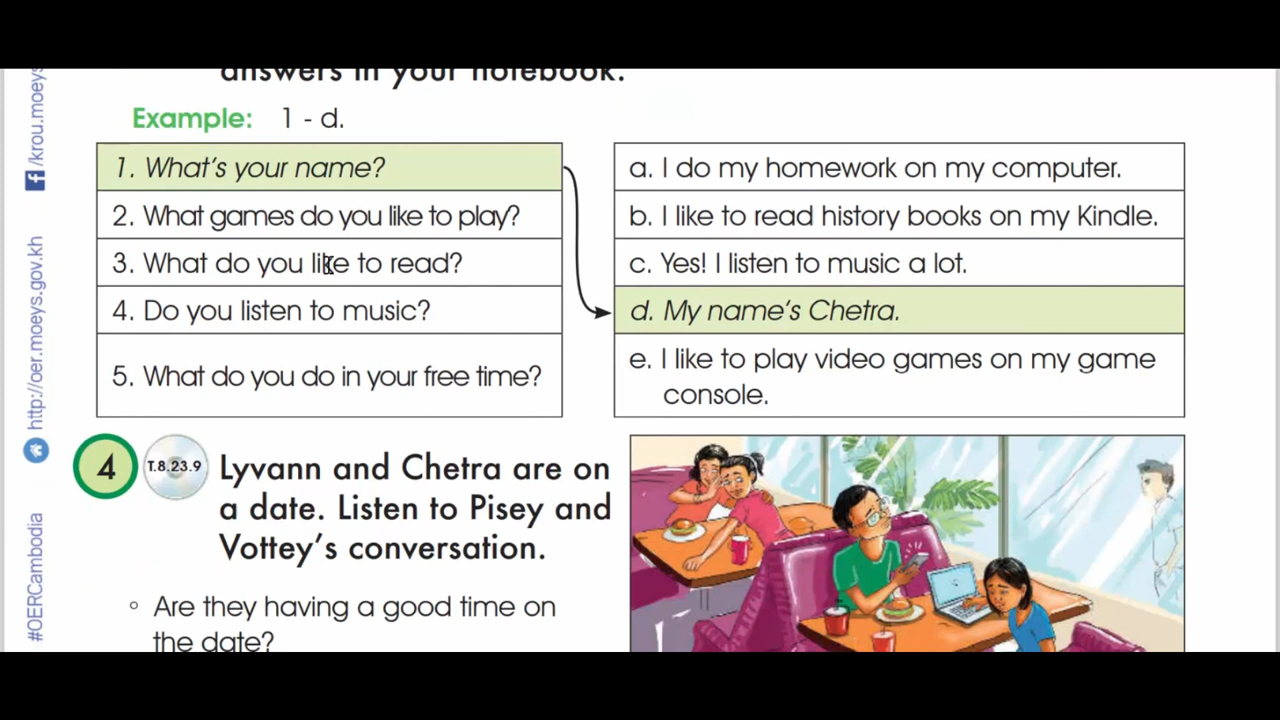 answers in your notebook.
Example: 1 - d.
1. What's your name?
2. What games do you like to play?
3. What do you like to read?
4. Do you listen to music?
5. What do you do in your free time?
a. I do my homework on my computer.
b. I like to read history books on my Kindle.
c. Yes! I listen to music a lot.
d. My name's Chetra.
e. I like to play video games on my game
console.
4
T.8.23.9
Lyvann and Chetra are on
a date. Listen to Pisey and
Vottey's conversation.
Are they having a good time on
the date?
/krou.moeys
http://oer.moeys.gov.kh
#OERCambodia